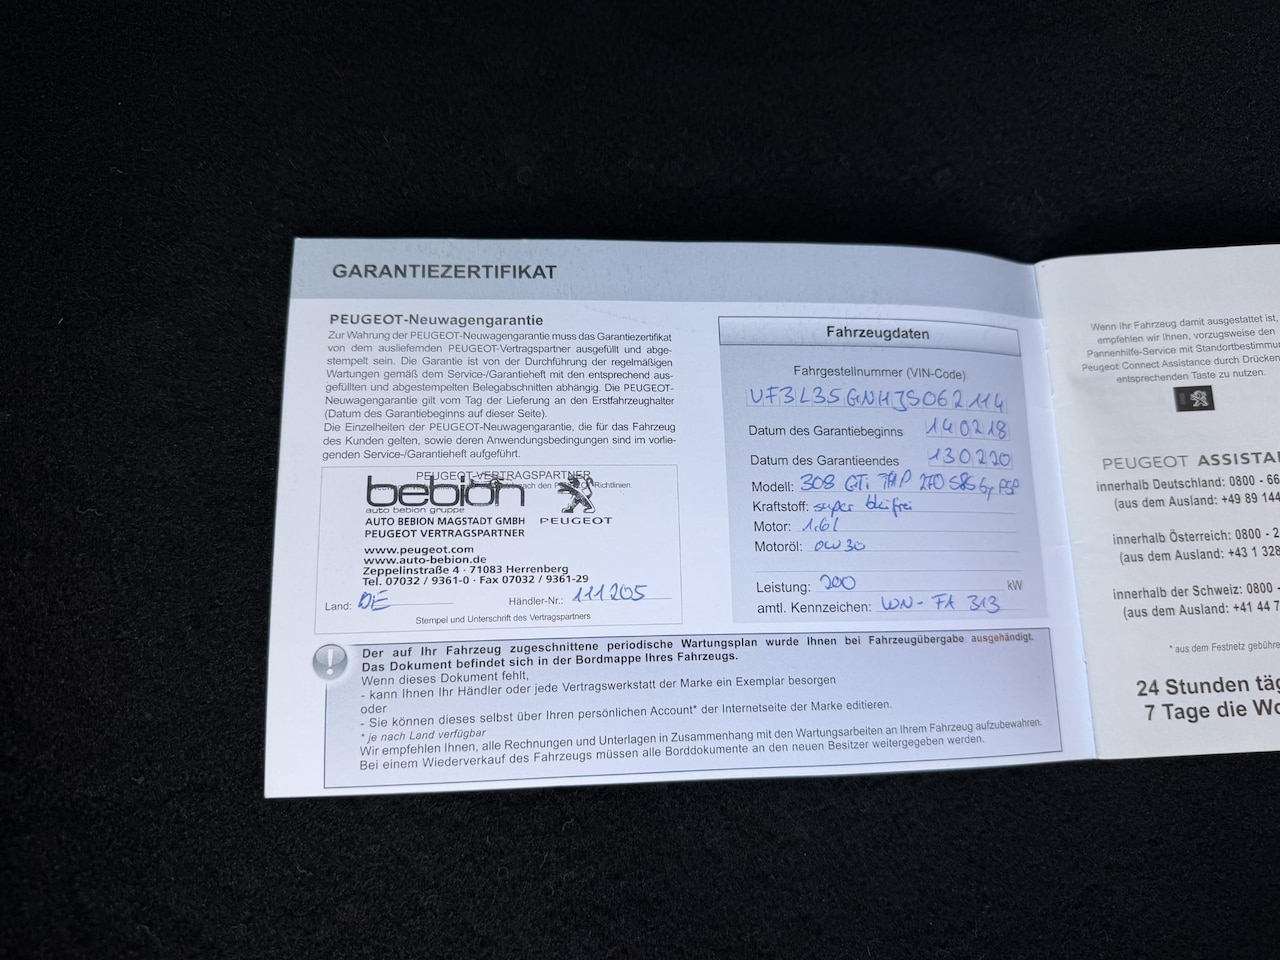 GARANTIEZERTIFIKAT
PEUGEOT-Neuwagengarantie
Zur Wahrung der PEUGEOT-Neuwagengarantie muss das Garantiezertifikat
von dem ausliefernden PEUGEOT-Vertragspartner ausgefüllt und abge-
stempelt sein. Die Garantie ist von der Durchführung der regelmäßigen
Wartungen gemäß dem Service-/Garantieheft mit den entsprechend aus-
gefüllten und abgestempelten Belegabschnitten abhängig. Die PEUGEOT-
Neuwagengarantie gilt vom Tag der Lieferung an den Erstfahrzeughalter
(Datum des Garantiebeginns auf dieser Seite).
Die Einzelheiten der PEUGEOT-Neuwagengarantie, die für das Fahrzeug
des Kunden gelten, sowie deren Anwendungsbedingungen sind im vorlie-
genden Service-/Garantieheft aufgeführt.
PEUGEOT-VERTRAGSPARTNER
nach den Richtlinien.
bebion
auto bebion gruppe
AUTO BEBION MAGSTADT GMBH
PEUGEOT VERTRAGSPARTNER
PEUGEOT
www.peugeot.com
www.auto-bebion.de
Zeppelinstraße 4 · 71083 Herrenberg
Tel. 07032 / 9361-0 · Fax 07032 / 9361-29
Land: DE Händler-Nr.: 111205
Stempel und Unterschrift des Vertragspartners
Fahrzeugdaten
Fahrgestellnummer (VIN-Code)
VF3L35GNHJS062114
Datum des Garantiebeginns 140218
Datum des Garantieendes 130220
Modell: 308 GTi THP 270 S&S
Kraftstoff: super bleifrei
Motor: 1.6l
Motoröl: 0W30
Leistung: 200 kW
amtl. Kennzeichen: WN-FA 313
Der auf Ihr Fahrzeug zugeschnittene periodische Wartungsplan wurde Ihnen bei Fahrzeugübergabe ausgehändigt.
Das Dokument befindet sich in der Bordmappe Ihres Fahrzeugs.
Wenn dieses Dokument fehlt,
- kann Ihnen Ihr Händler oder jede Vertragswerkstatt der Marke ein Exemplar besorgen
oder
- Sie können dieses selbst über Ihren persönlichen Account* der Internetseite der Marke editieren.
* je nach Land verfügbar
Wir empfehlen Ihnen, alle Rechnungen und Unterlagen in Zusammenhang mit den Wartungsarbeiten an Ihrem Fahrzeug aufzubewahren.
Bei einem Wiederverkauf des Fahrzeugs müssen alle Borddokumente an den neuen Besitzer weitergegeben werden.
Wenn Ihr Fahrzeug damit ausgestattet ist,
empfehlen wir Ihnen, vorzugsweise den
Pannenhilfe-Service mit Standortbestimmu
Peugeot Connect Assistance durch Drücken
entsprechenden Taste zu nutzen.
PEUGEOT ASSISTA
innerhalb Deutschland: 0800 - 66
(aus dem Ausland: +49 89 144
innerhalb Österreich: 0800 - 2
(aus dem Ausland: +43 1 328
innerhalb der Schweiz: 0800 -
(aus dem Ausland: +41 44 7
* aus dem Festnetz gebühre
24 Stunden täg
7 Tage die Wo